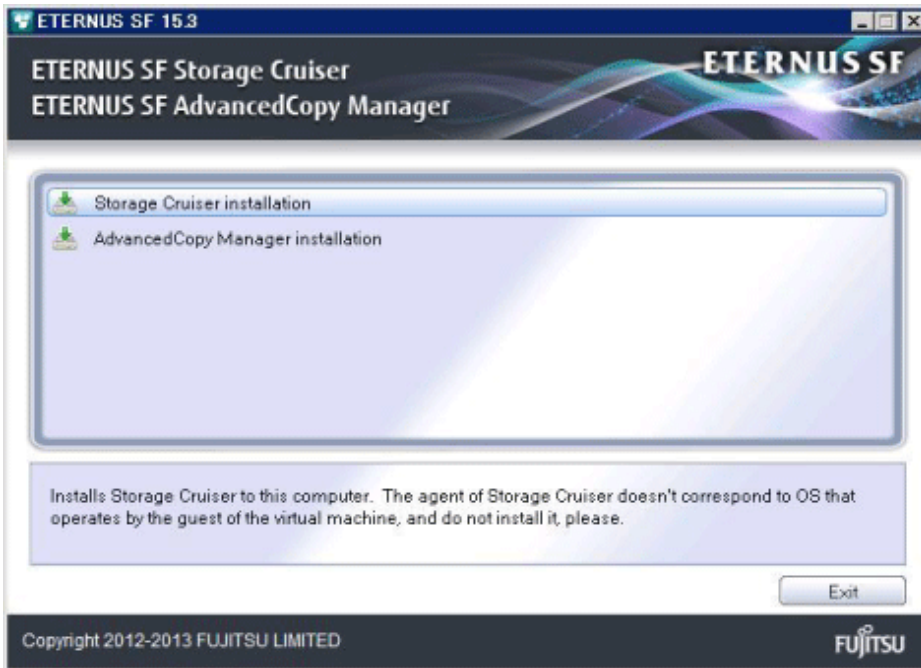 ETERNUS SF 15.3
ETERNUS SF Storage Cruiser
ETERNUS SF AdvancedCopy Manager
ETERNUS SF
Storage Cruiser installation
AdvancedCopy Manager installation
Installs Storage Cruiser to this computer. The agent of Storage Cruiser doesn't correspond to OS that
operates by the guest of the virtual machine, and do not install it, please.
Exit
Copyright 2012-2013 FUJITSU LIMITED
FUJITSU